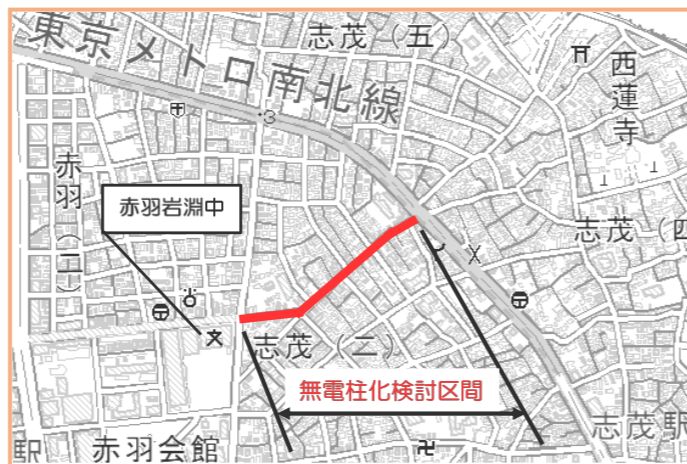 東京メトロ南北線
志茂（五）
西蓮寺
赤羽（二）
赤羽岩淵中
志茂（四
志茂（二）
無電柱化検討区間
志茂駅
駅
赤羽会館